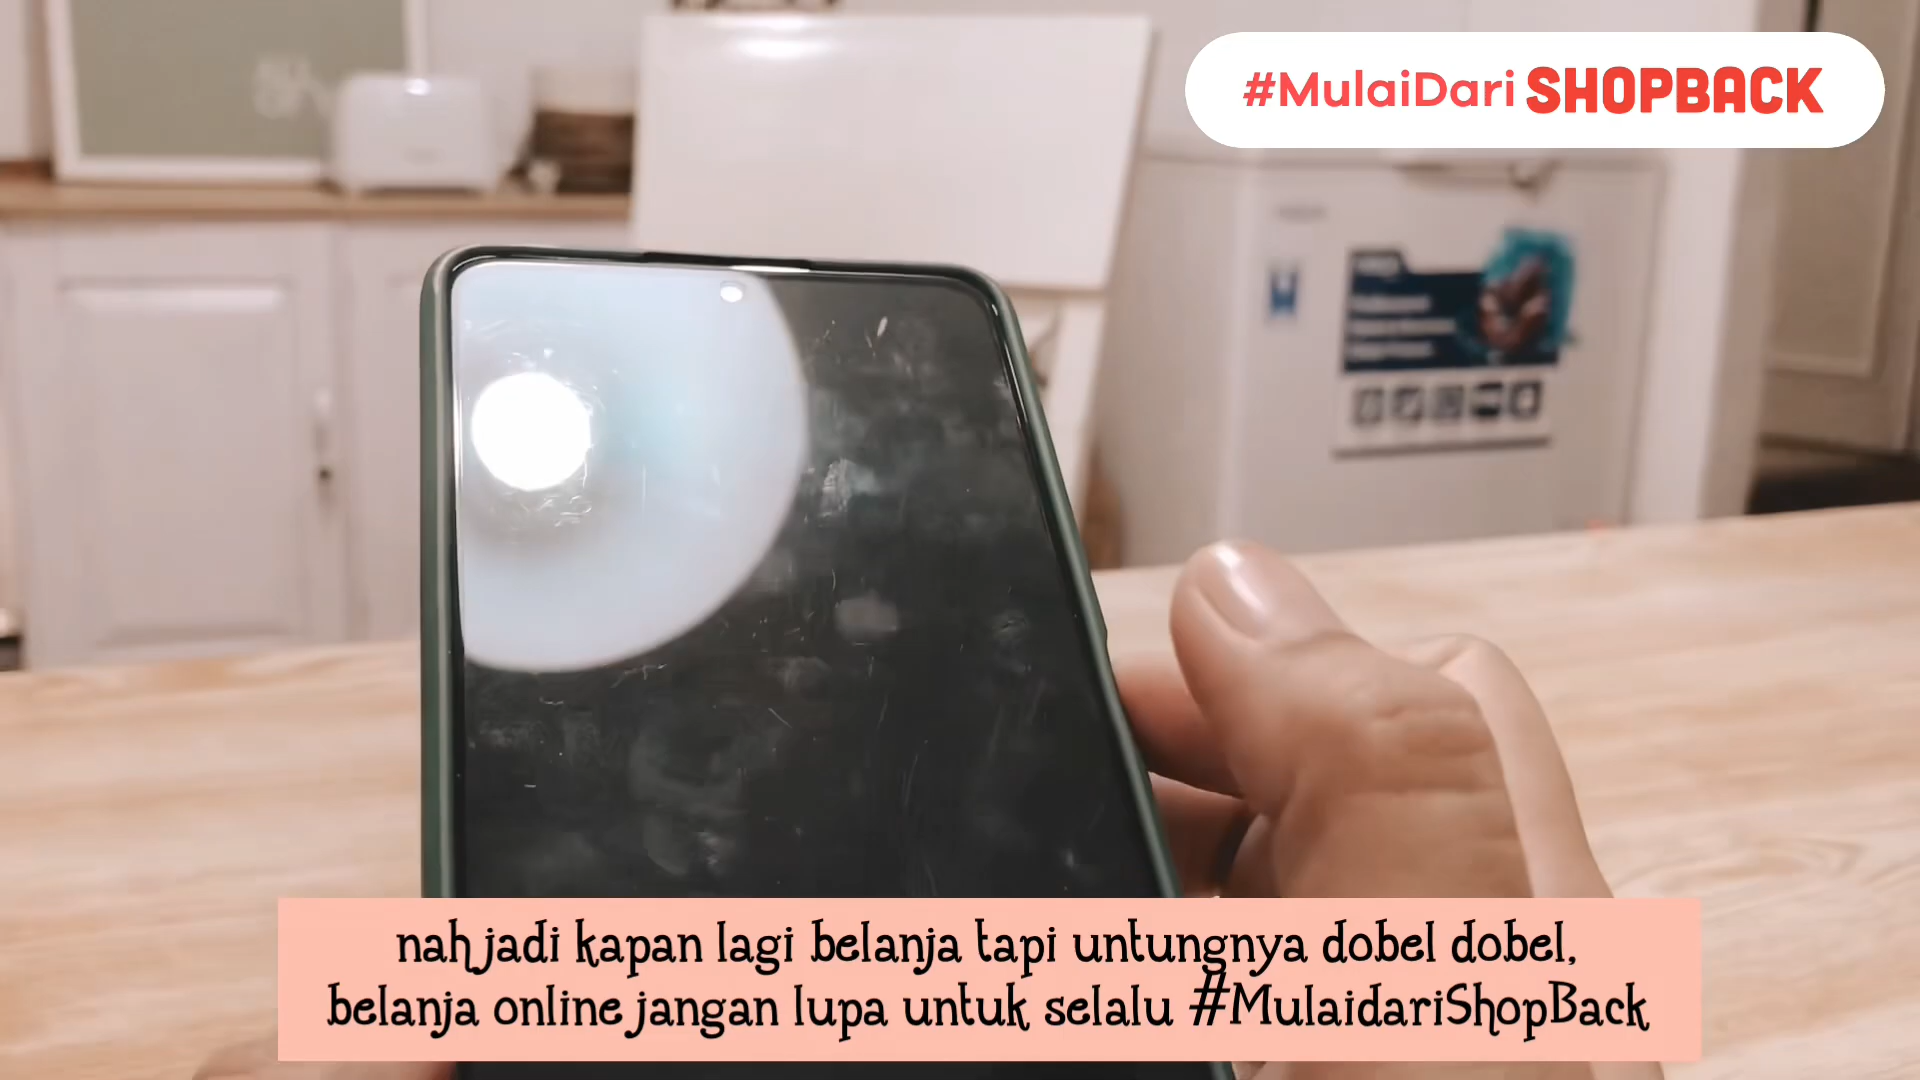 #MulaiDari SHOPBACK
nah jadi kapan lagi belanja tapi untungnya dobel dobel,
belanja online jangan lupa untuk selalu #MulaidariShopBack